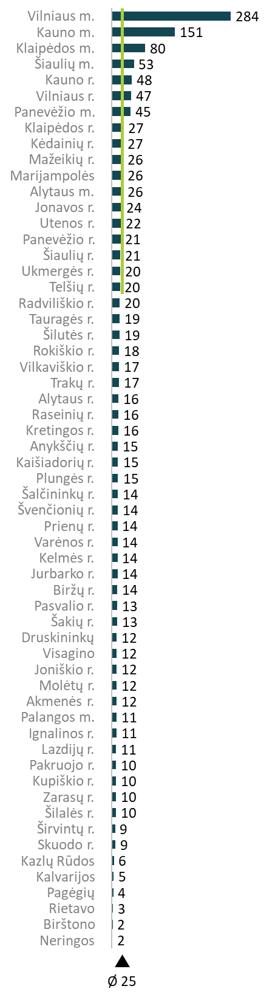 Vilniaus m. 284
Kauno m. 151
Klaipėdos m. 80
Šiaulių m. 53
Kauno r. 48
Vilniaus r. 47
Panevėžio m. 45
Klaipėdos r. 27
Kėdainių r. 27
Mažeikių r. 26
Marijampolės 26
Alytaus m. 26
Jonavos r. 24
Utenos r. 22
Panevėžio r. 21
Šiaulių r. 21
Ukmergės r. 20
Telšių r. 20
Radviliškio r. 20
Tauragės r. 19
Šilutės r. 19
Rokiškio r. 18
Vilkaviškio r. 17
Trakų r. 17
Alytaus r. 16
Raseinių r. 16
Kretingos r. 16
Anykščių r. 15
Kaišiadorių r. 15
Plungės r. 15
Šalčininkų r. 14
Švenčionių r. 14
Prienų r. 14
Varėnos r. 14
Kelmės r. 14
Jurbarko r. 14
Biržų r. 14
Pasvalio r. 13
Šakių r. 13
Druskininkų 12
Visagino 12
Joniškio r. 12
Molėtų r. 12
Akmenės r. 12
Palangos m. 11
Ignalinos r. 11
Lazdijų r. 11
Pakruojo r. 10
Kupiškio r. 10
Zarasų r. 10
Šilalės r. 10
Širvintų r. 9
Skuodo r. 9
Kazlų Rūdos 6
Kalvarijos 5
Pagėgių 4
Rietavo 3
Birštono 2
Neringos 2
Ø 25